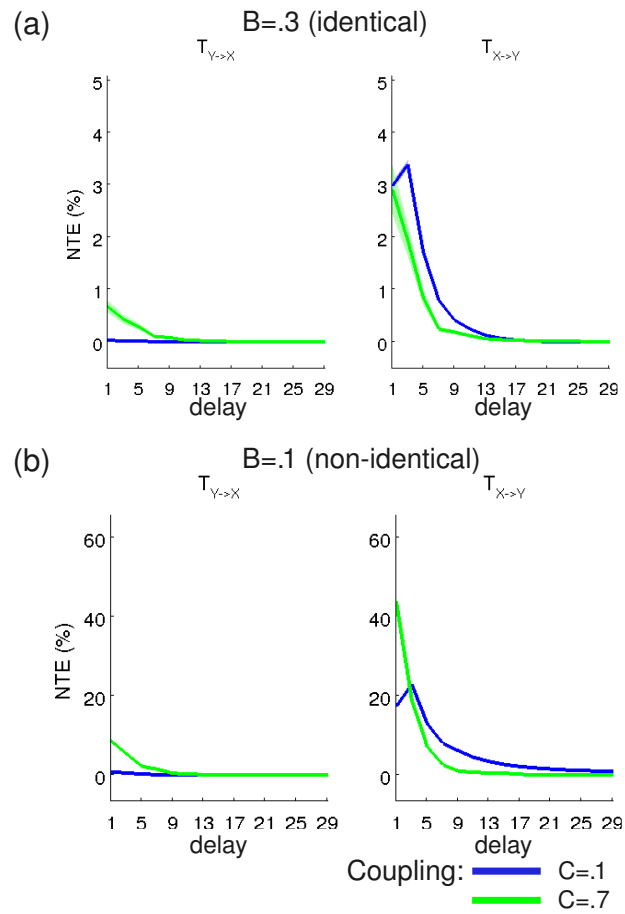 (a) B=.3 (identical)
T_{Y->X} T_{X->Y}
5 5
4 4
3 3
2 2
1 1
0 0
NTE (%)
1 5 9 13 17 21 25 29 1 5 9 13 17 21 25 29
delay delay
(b) B=.1 (non-identical)
T_{Y->X} T_{X->Y}
60 60
40 40
20 20
0 0
NTE (%)
1 5 9 13 17 21 25 29 1 5 9 13 17 21 25 29
delay delay
Coupling: C=.1
C=.7